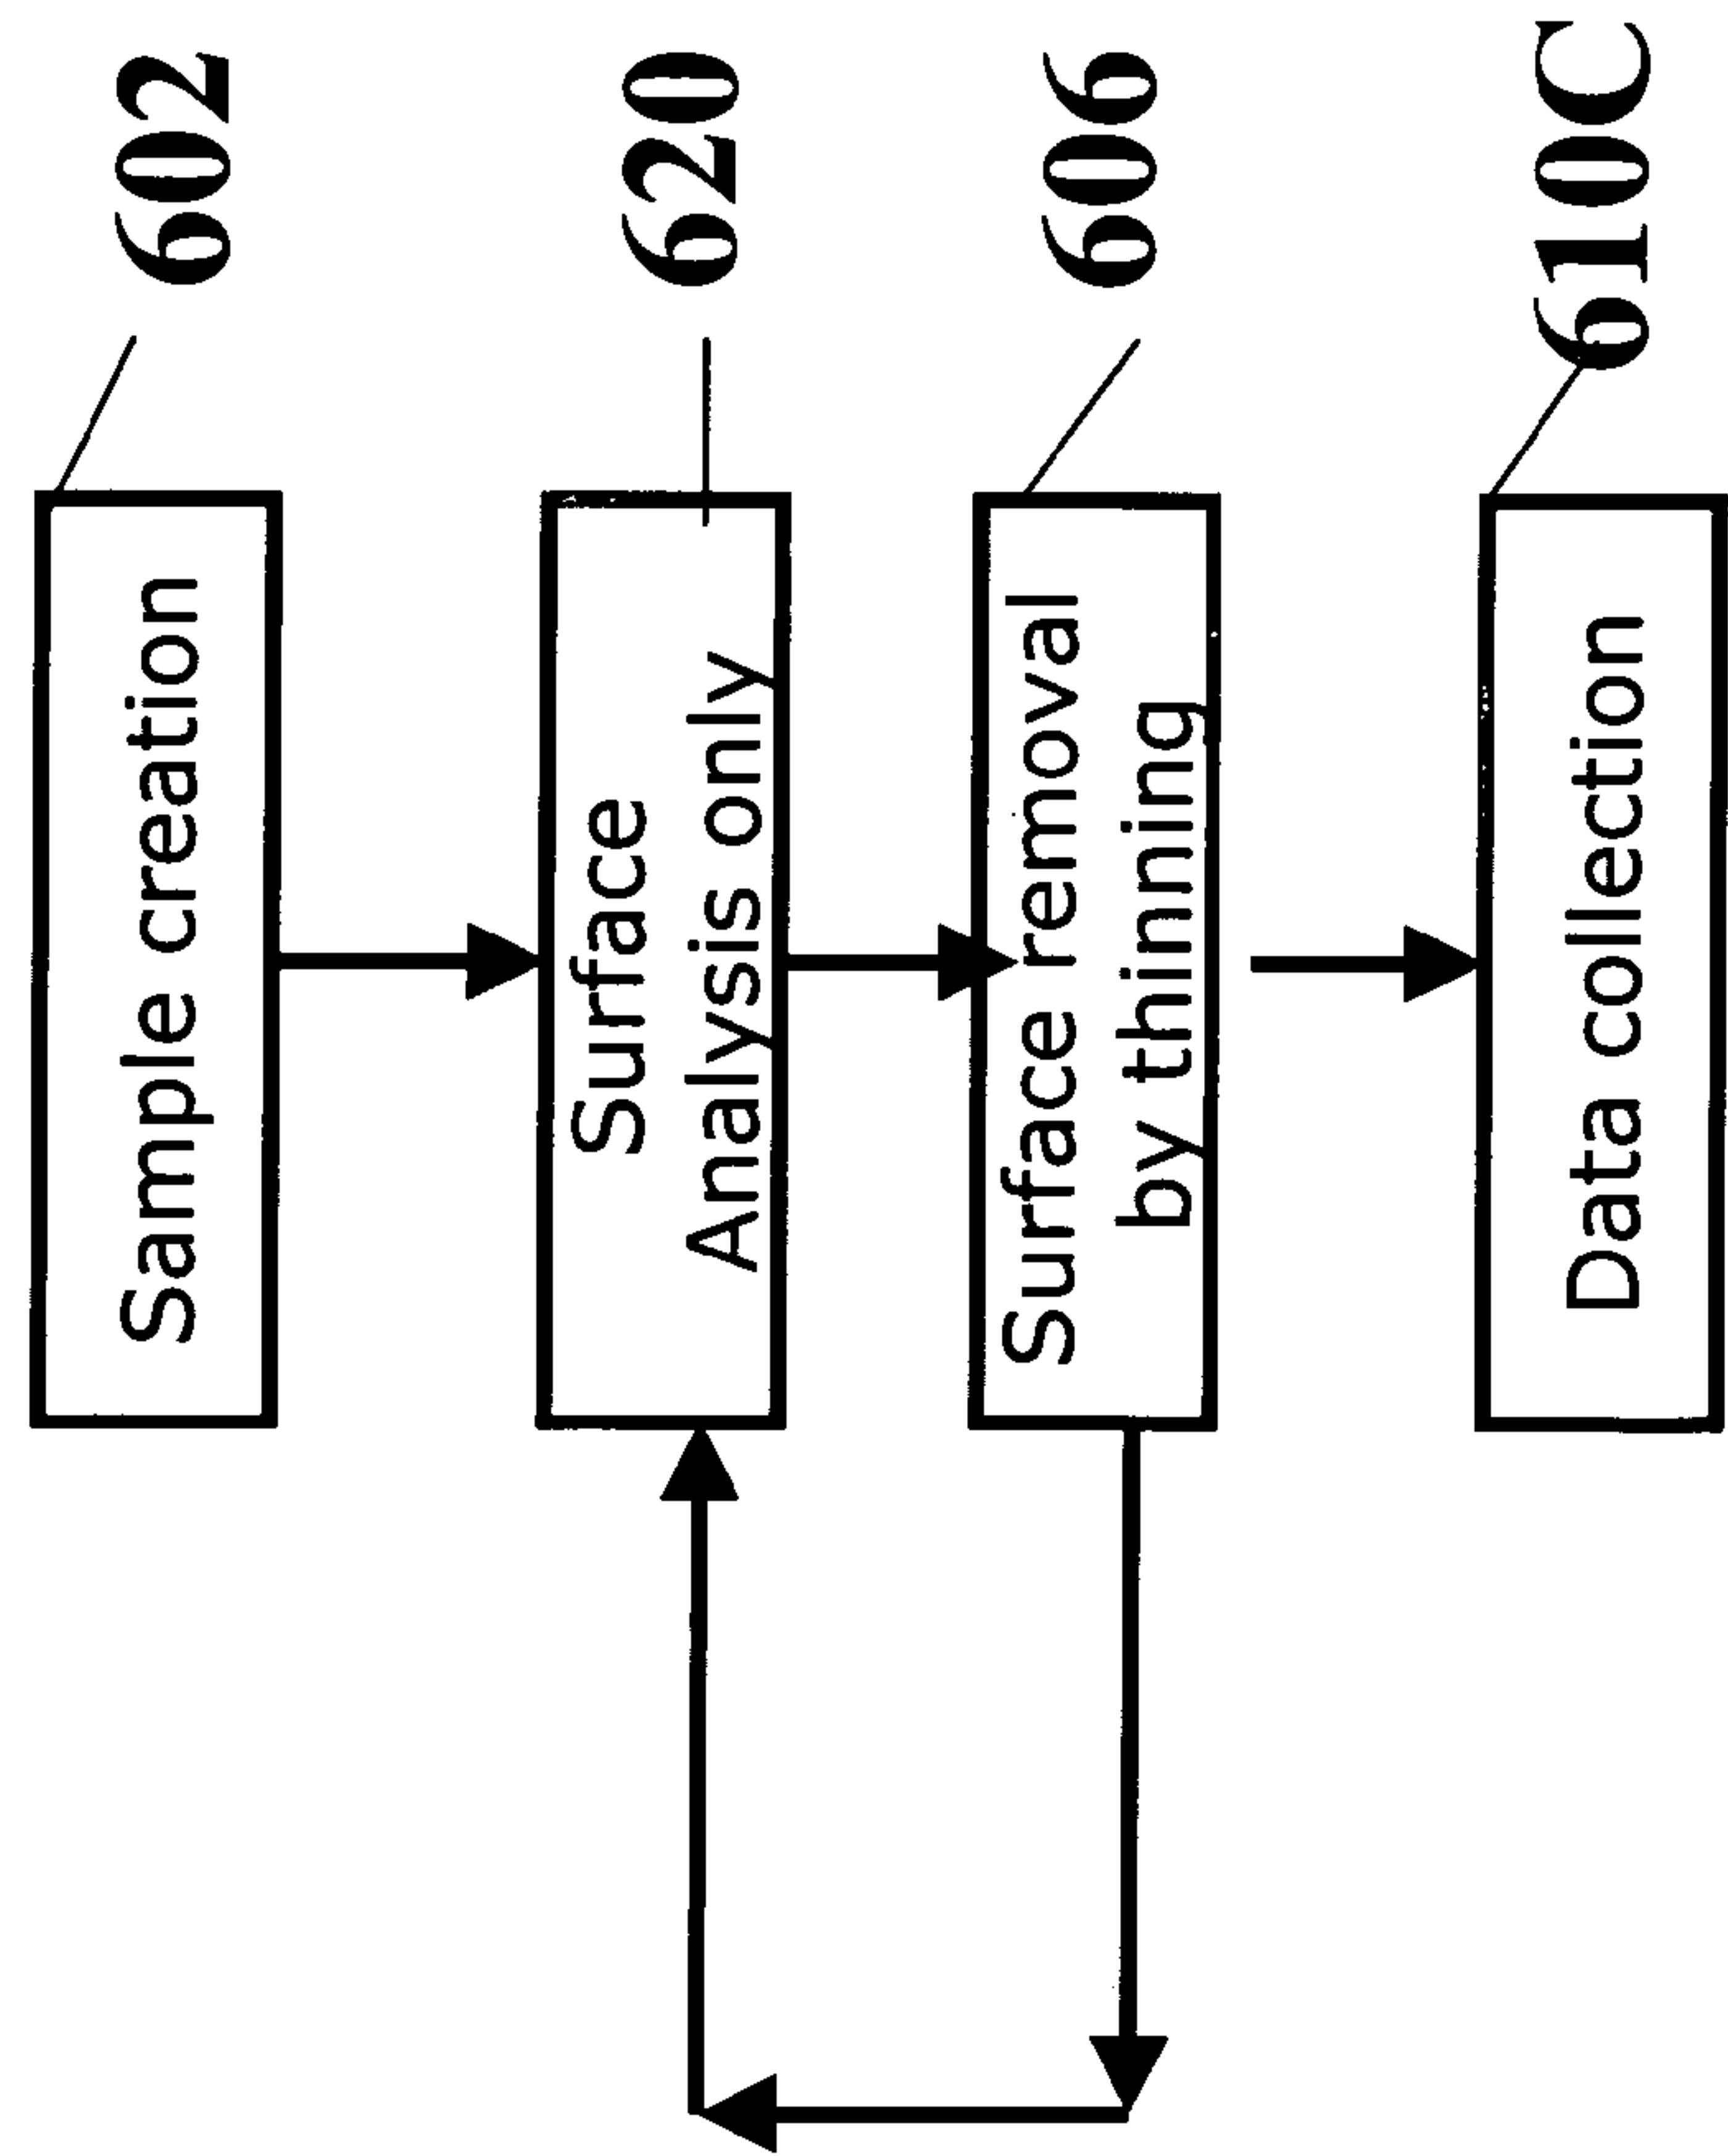 Sample creation
602
Surface
Analysis only
620
Surface removal
by thinning
606
Data collection
610C